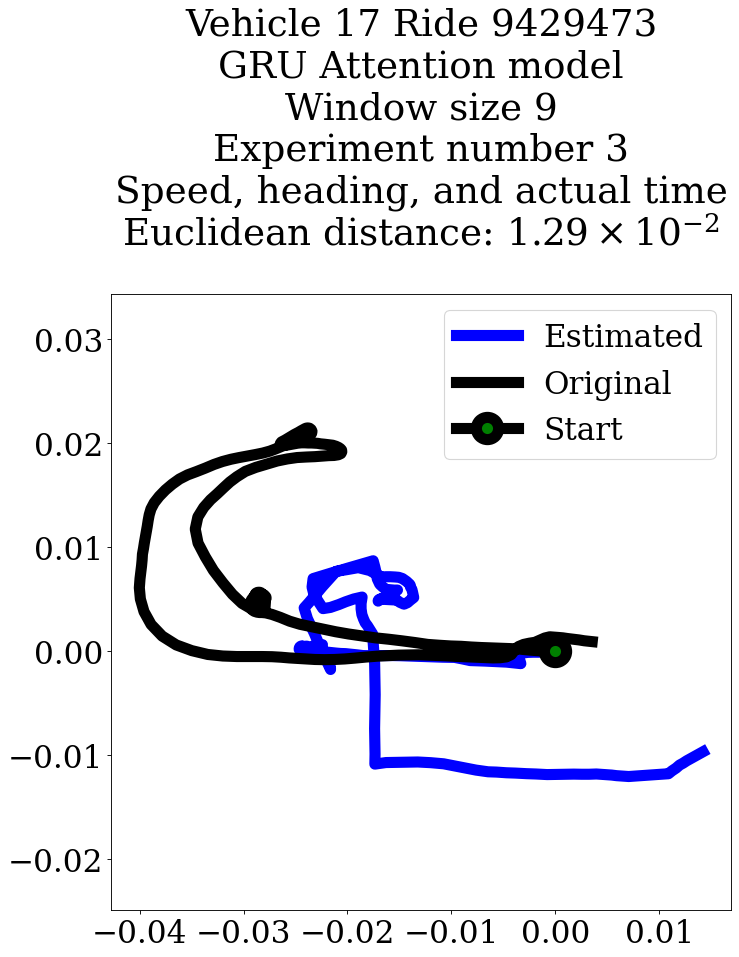 Vehicle 17 Ride 9429473
GRU Attention model
Window size 9
Experiment number 3
Speed, heading, and actual time
Euclidean distance: 1.29 × 10⁻²
Estimated
Original
Start
0.03
0.02
0.01
0.00
−0.01
−0.02
−0.04 −0.03 −0.02 −0.01 0.00 0.01